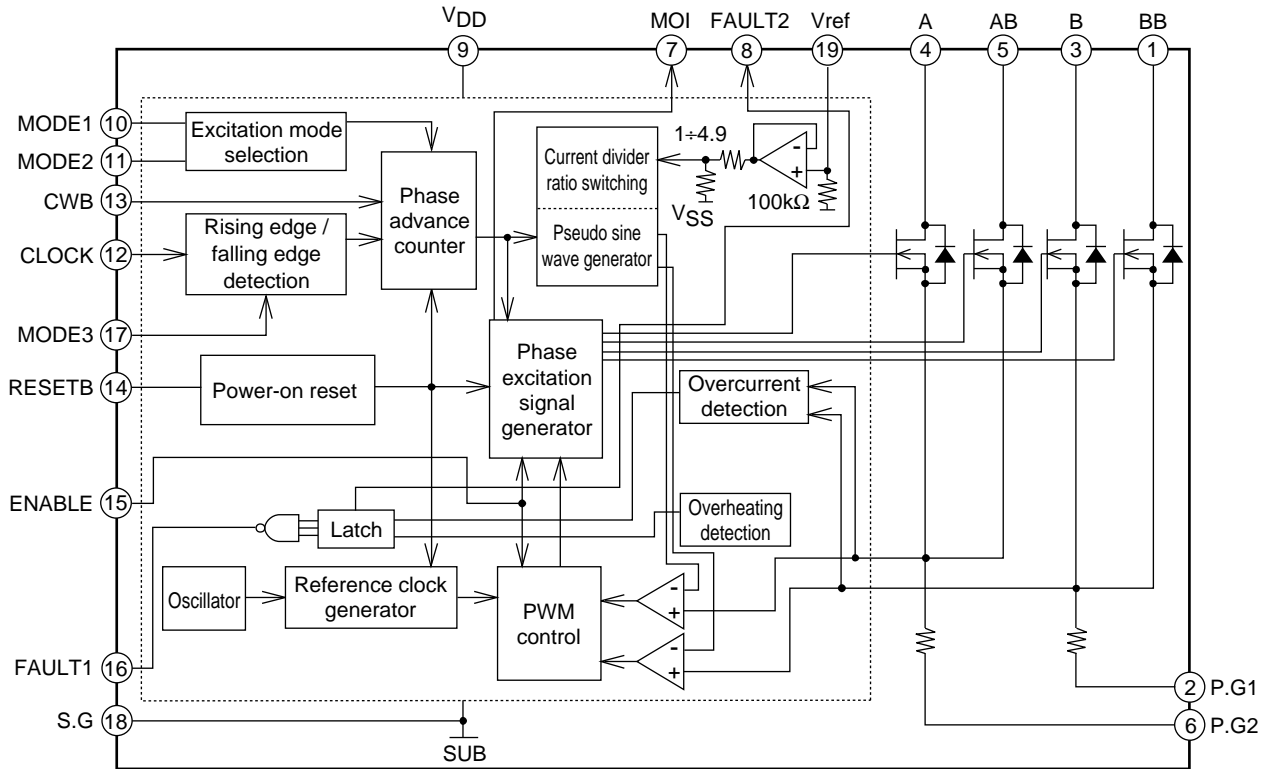 VDD
MOI
FAULT2
Vref
A
AB
B
BB
9
7
8
19
4
5
3
1
MODE1
10
MODE2
11
CWB
13
CLOCK
12
MODE3
17
RESETB
14
ENABLE
15
FAULT1
16
S.G
18
Excitation mode
selection
Rising edge /
falling edge
detection
Phase
advance
counter
Current divider
ratio switching
Pseudo sine
wave generator
1÷4.9
-
+
100kΩ
VSS
Power-on reset
Phase
excitation
signal
generator
Overcurrent
detection
Overheating
detection
Latch
Oscillator
Reference clock
generator
PWM
control
-
+
-
+
SUB
2
P.G1
6
P.G2